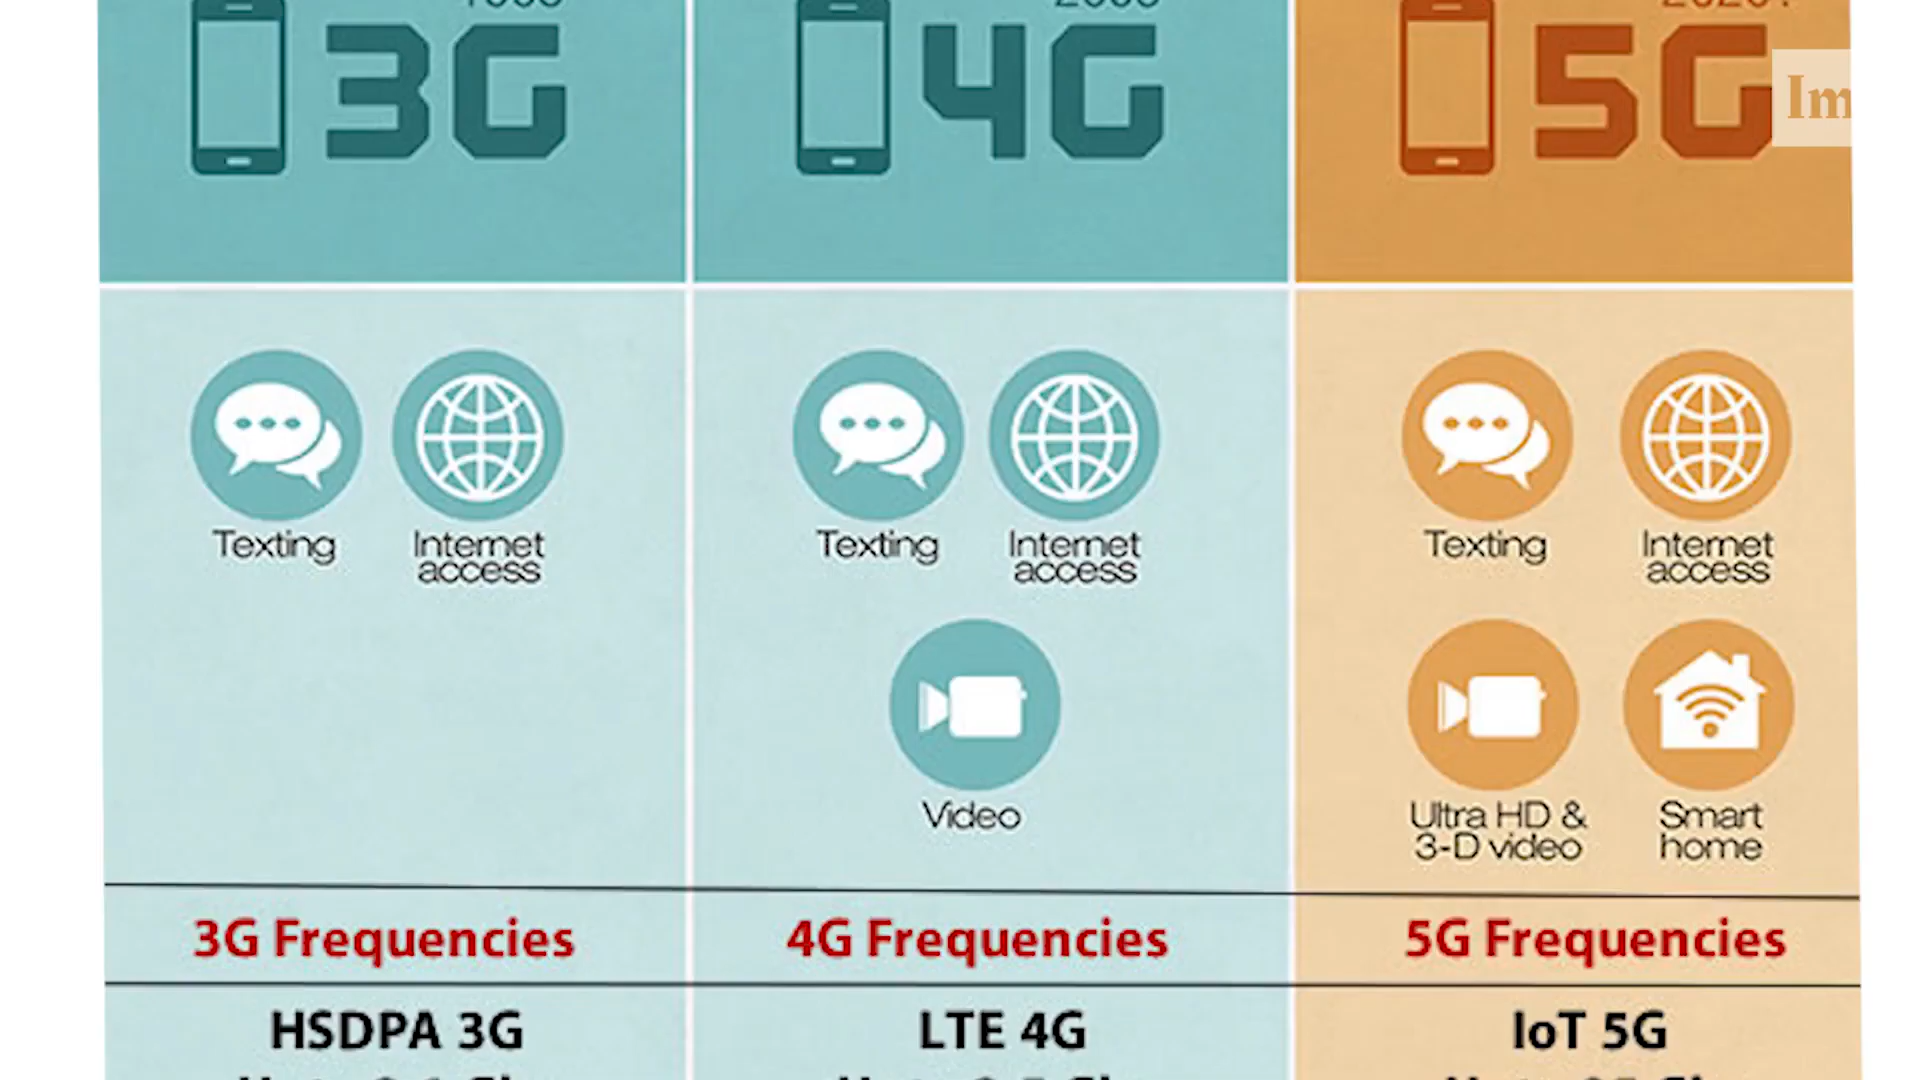 3G
4G
5G
Im
Texting
Internet
access
Texting
Internet
access
Texting
Internet
access
Video
Ultra HD &
3-D video
Smart
home
3G Frequencies
4G Frequencies
5G Frequencies
HSDPA 3G
LTE 4G
IoT 5G